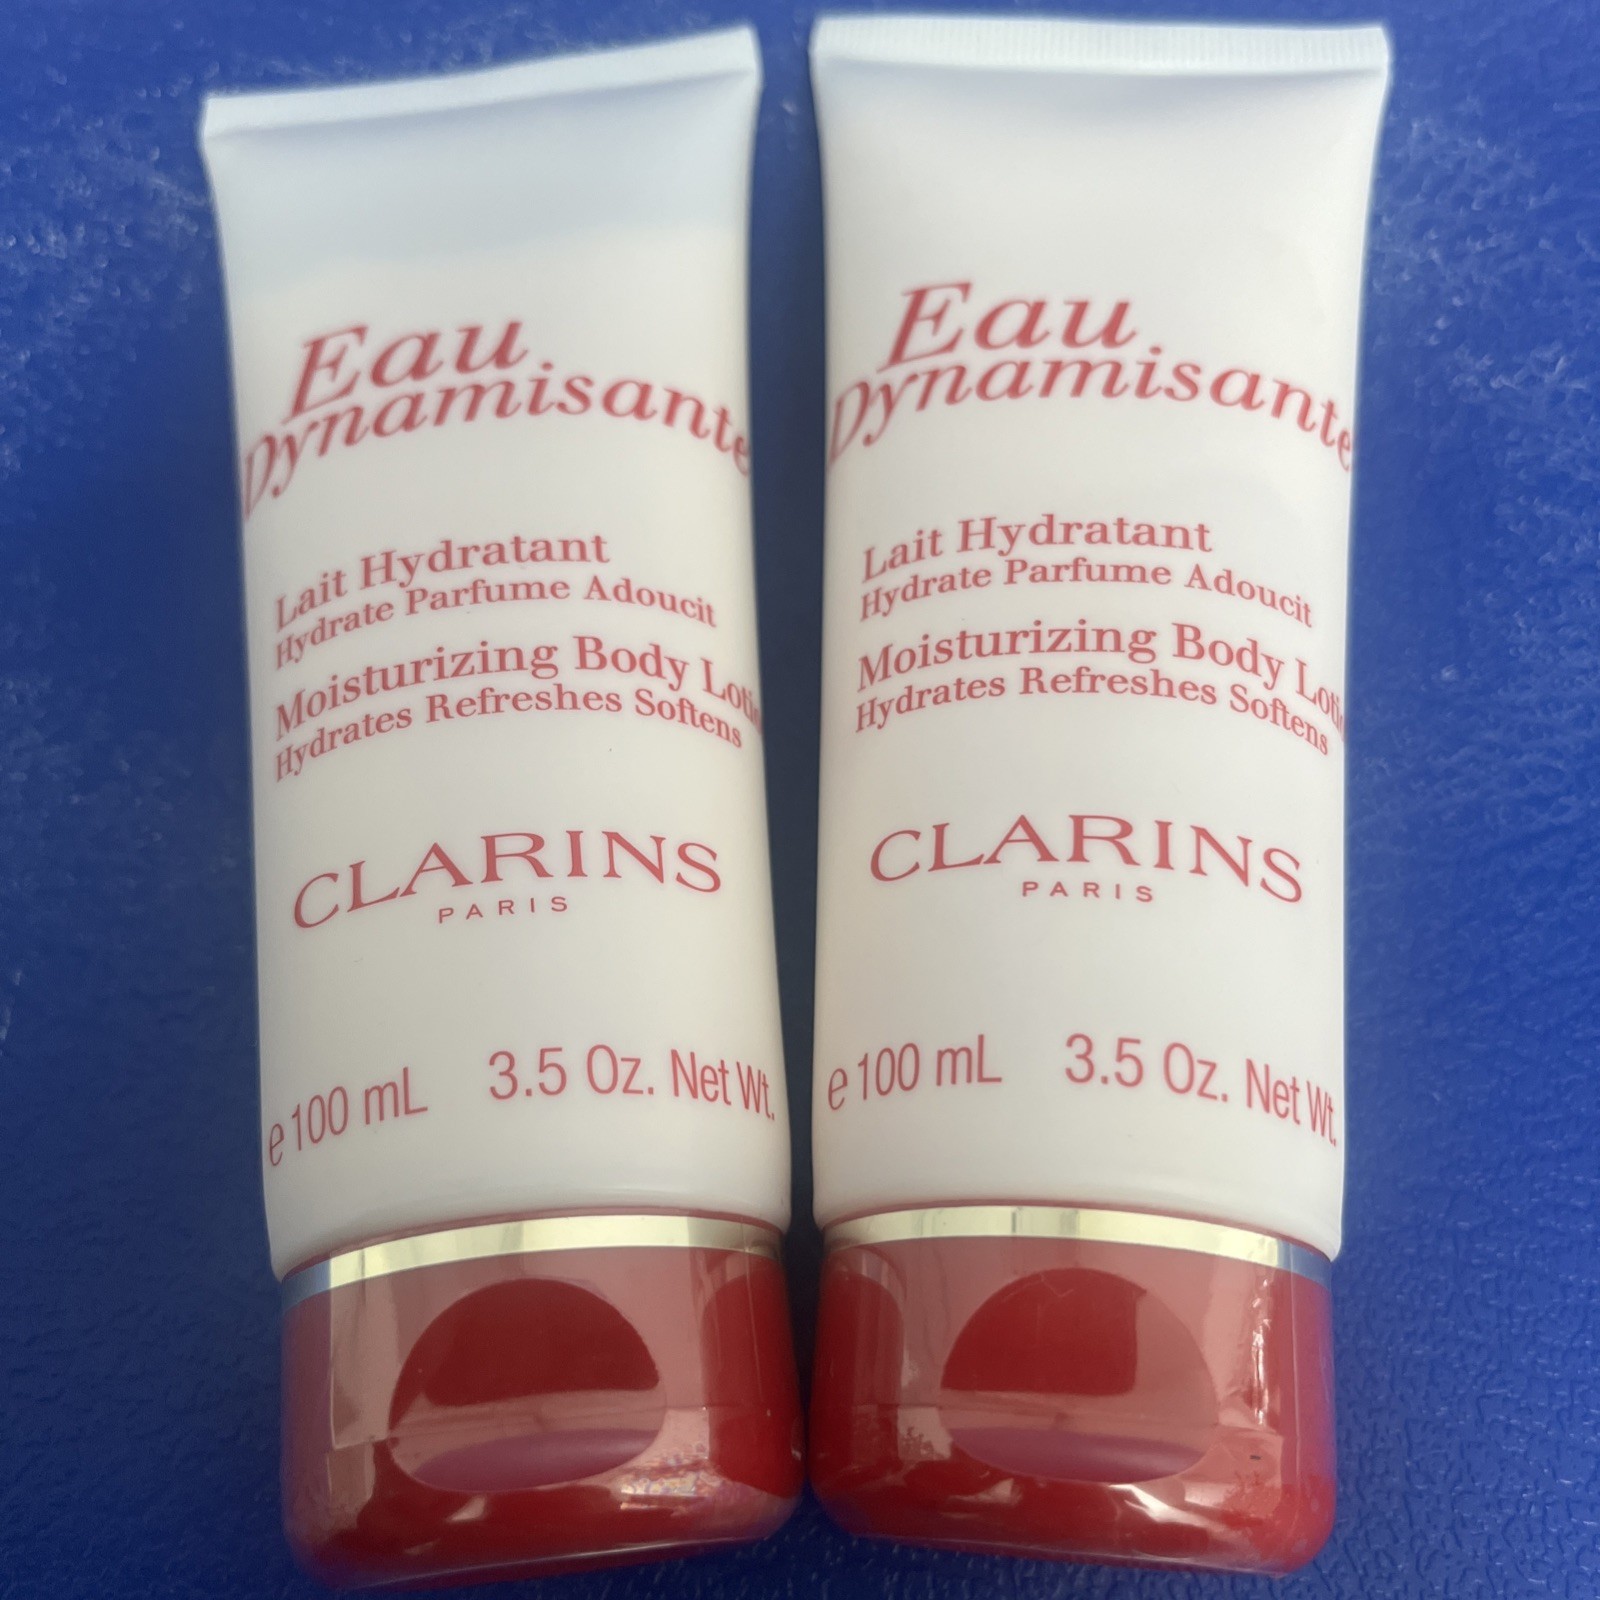 Eau
Dynamisante
Lait Hydratant
Hydrate Parfume Adoucit
Moisturizing Body Lotio
Hydrates Refreshes Softens
CLARINS
PARIS
e 100 mL 3.5 Oz. Net Wt.
Eau
Dynamisante
Lait Hydratant
Hydrate Parfume Adoucit
Moisturizing Body Lotio
Hydrates Refreshes Softens
CLARINS
PARIS
e 100 mL 3.5 Oz. Net Wt.